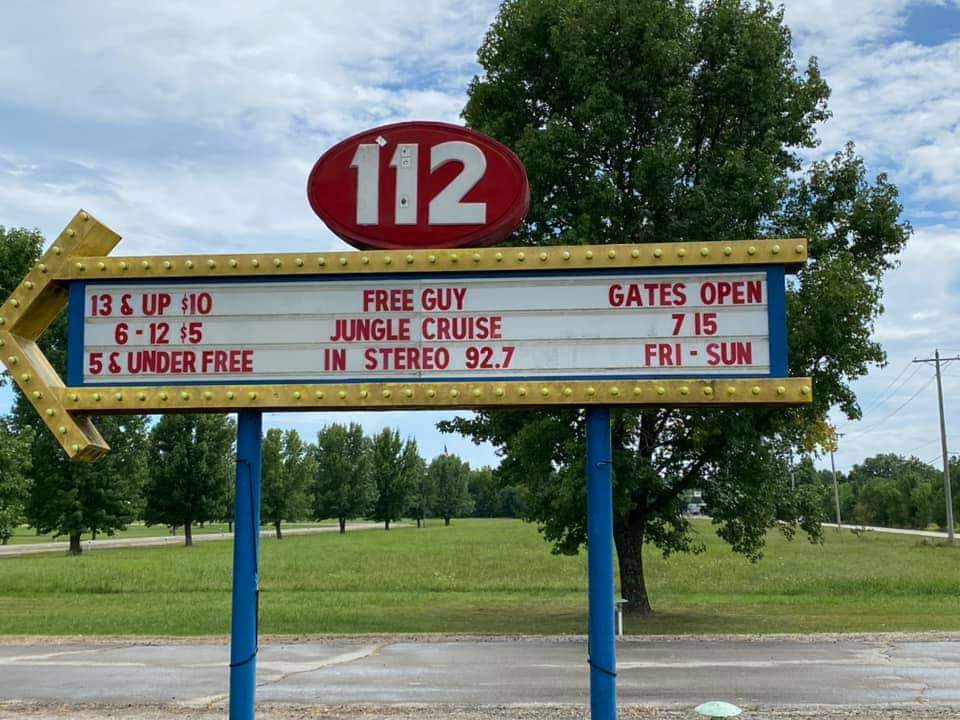 112
13 & UP $10
6 - 12 $5
5 & UNDER FREE
FREE GUY
JUNGLE CRUISE
IN STEREO 92.7
GATES OPEN
7 15
FRI - SUN